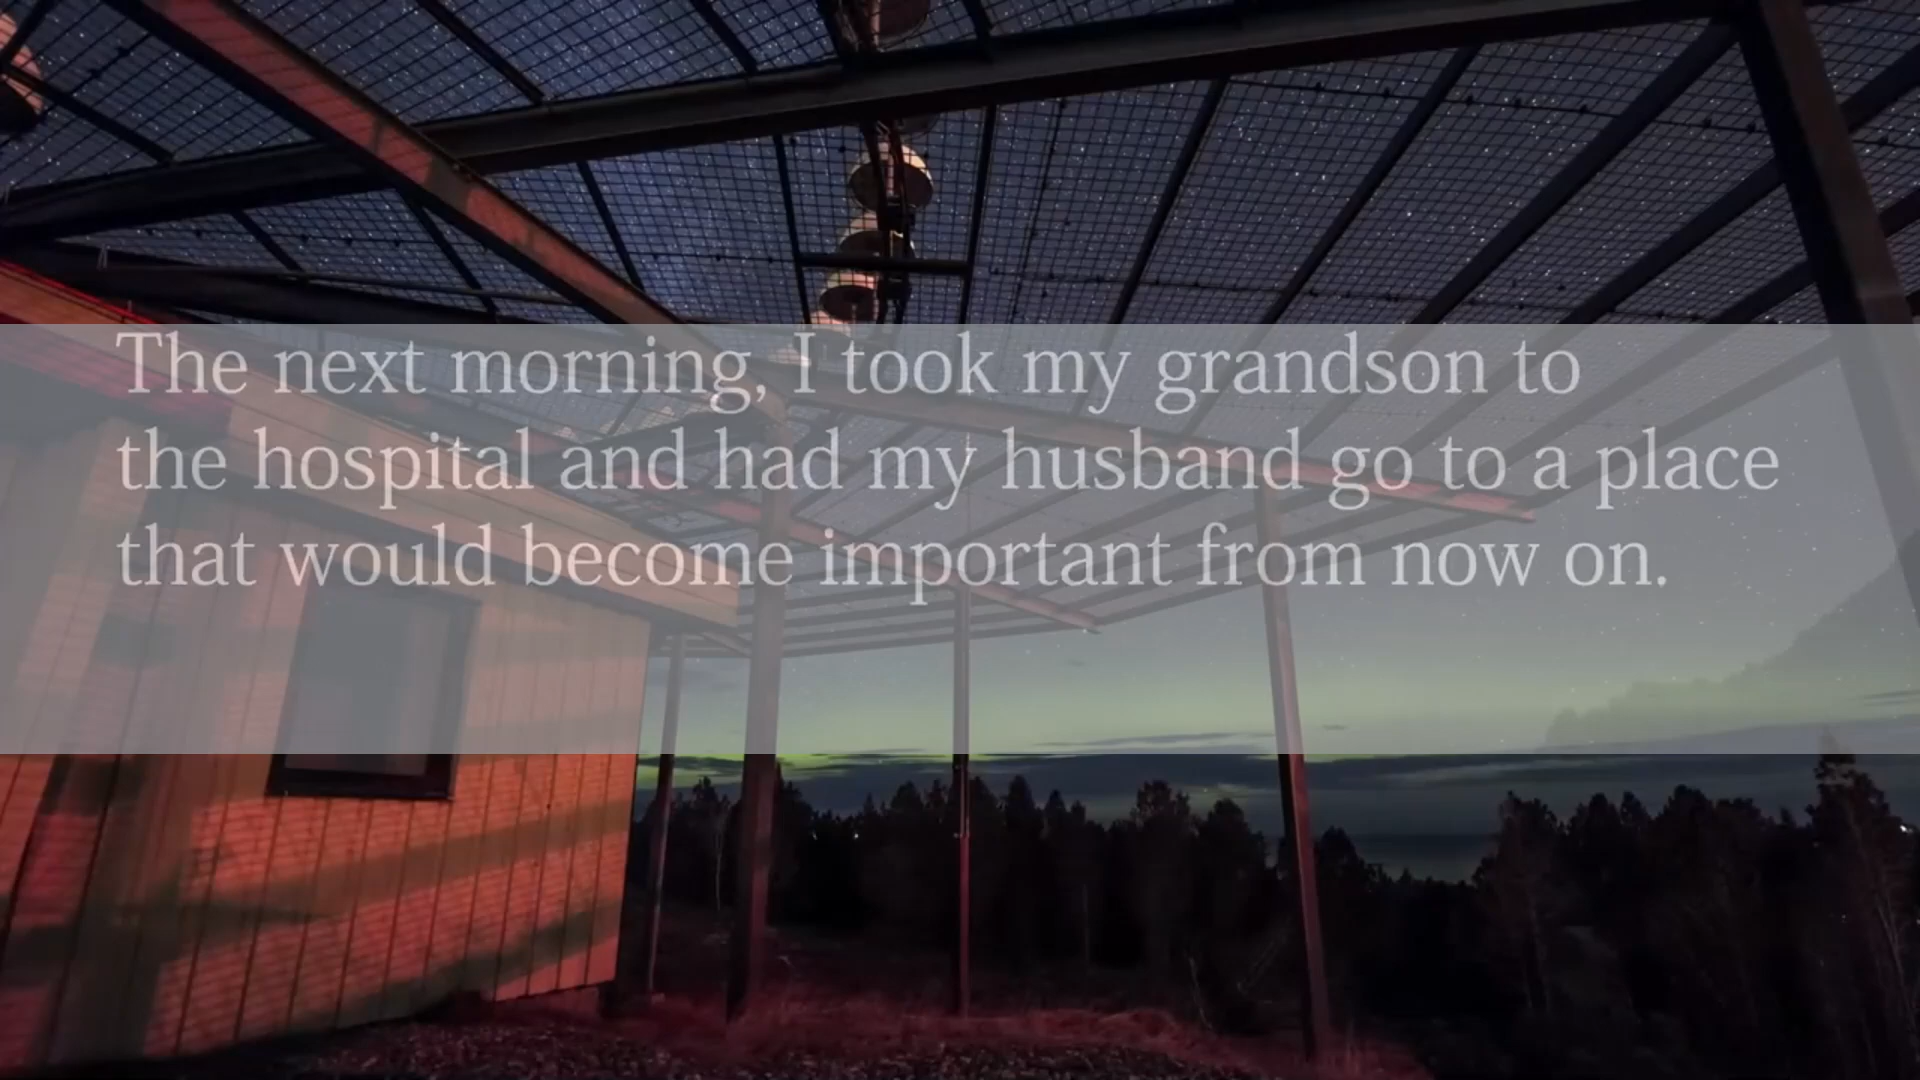 The next morning, I took my grandson to
the hospital and had my husband go to a place
that would become important from now on.